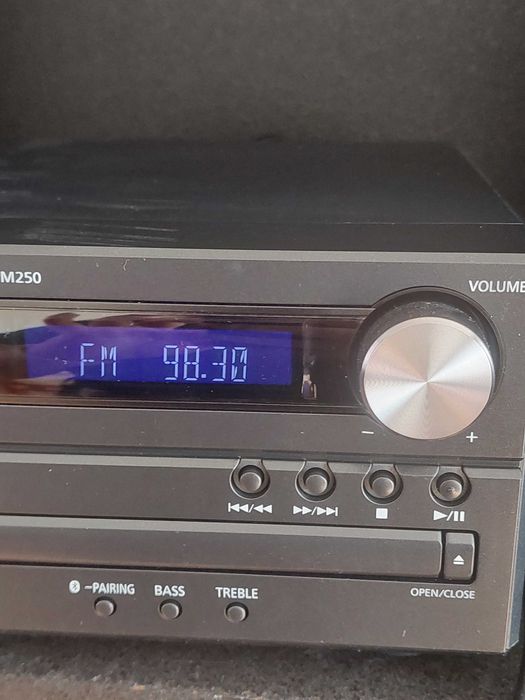 M250
VOLUME
FM 98.30
− +
⏮/◀◀ ▶▶/⏭ ■ ▶/⏸
⏏
-PAIRING BASS TREBLE
OPEN/CLOSE